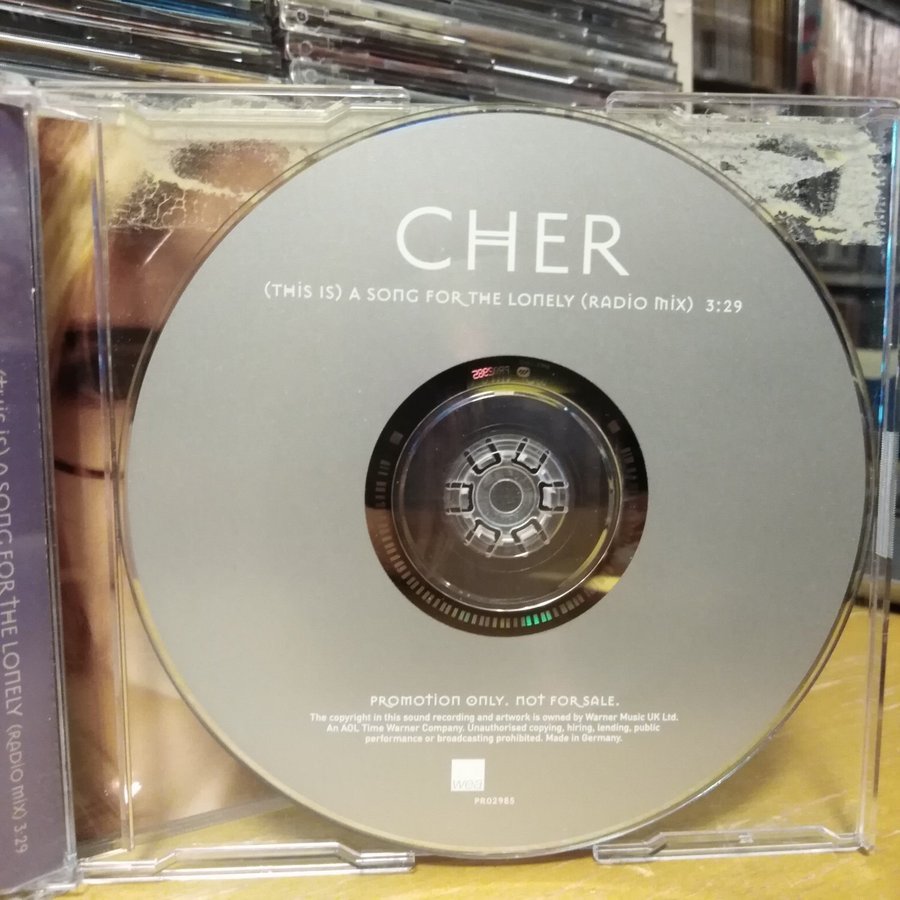 CHER
(THIS IS) A SONG FOR THE LONELY (RADIO MIX) 3:29
PR02985
PROMOTION ONLY. NOT FOR SALE.
The copyright in this sound recording and artwork is owned by Warner Music UK Ltd.
An AOL Time Warner Company. Unauthorised copying, hiring, lending, public
performance or broadcasting prohibited. Made in Germany.
wea
PR02985
(THIS IS) A SONG FOR THE LONELY (RADIO MIX) 3:29